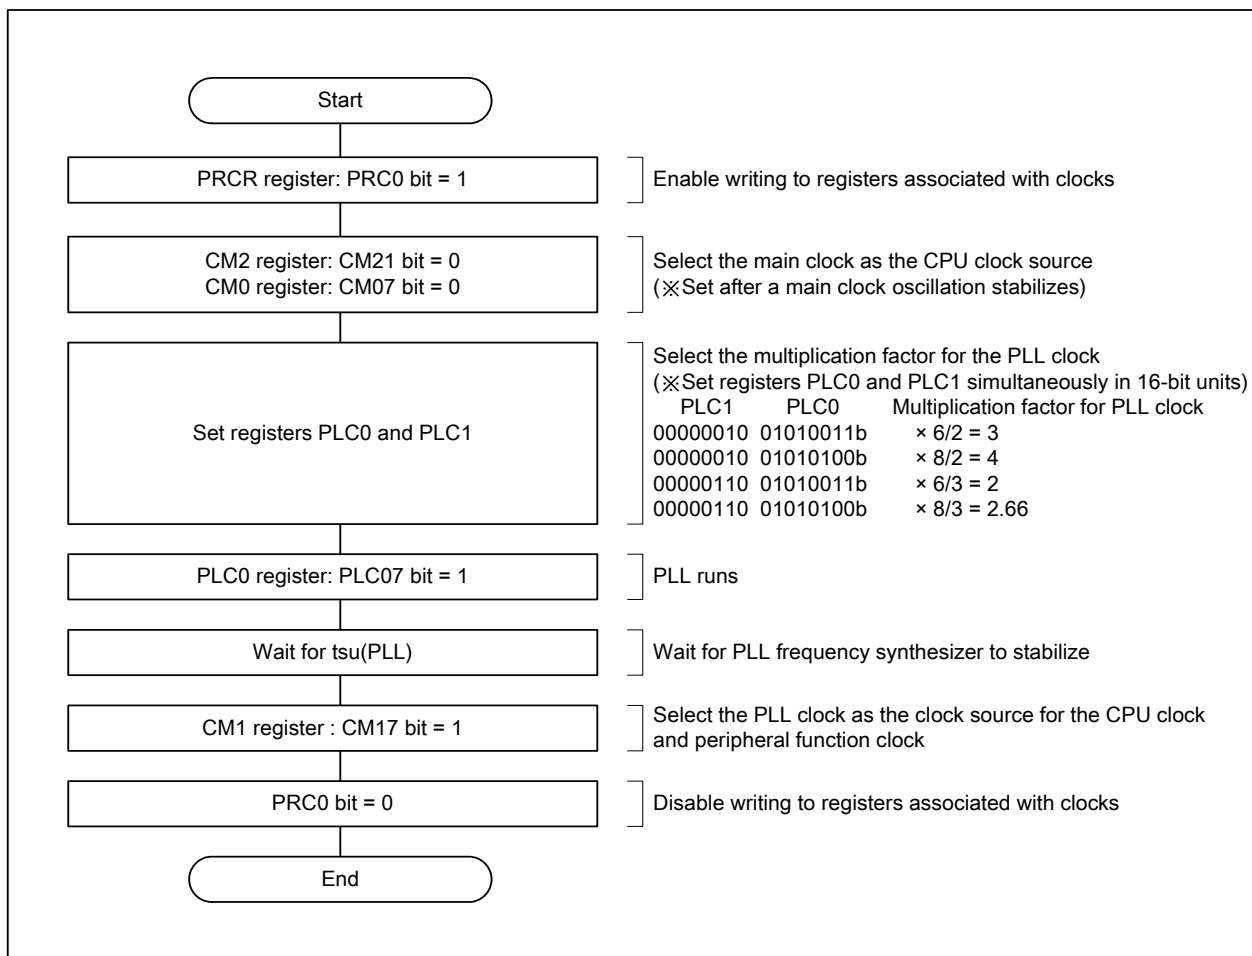 Start
PRCR register: PRC0 bit = 1
Enable writing to registers associated with clocks
CM2 register: CM21 bit = 0
CM0 register: CM07 bit = 0
Select the main clock as the CPU clock source
(※Set after a main clock oscillation stabilizes)
Set registers PLC0 and PLC1
Select the multiplication factor for the PLL clock
(※Set registers PLC0 and PLC1 simultaneously in 16-bit units)
PLC1 PLC0 Multiplication factor for PLL clock
00000010 01010011b × 6/2 = 3
00000010 01010100b × 8/2 = 4
00000110 01010011b × 6/3 = 2
00000110 01010100b × 8/3 = 2.66
PLC0 register: PLC07 bit = 1
PLL runs
Wait for tsu(PLL)
Wait for PLL frequency synthesizer to stabilize
CM1 register : CM17 bit = 1
Select the PLL clock as the clock source for the CPU clock
and peripheral function clock
PRC0 bit = 0
Disable writing to registers associated with clocks
End